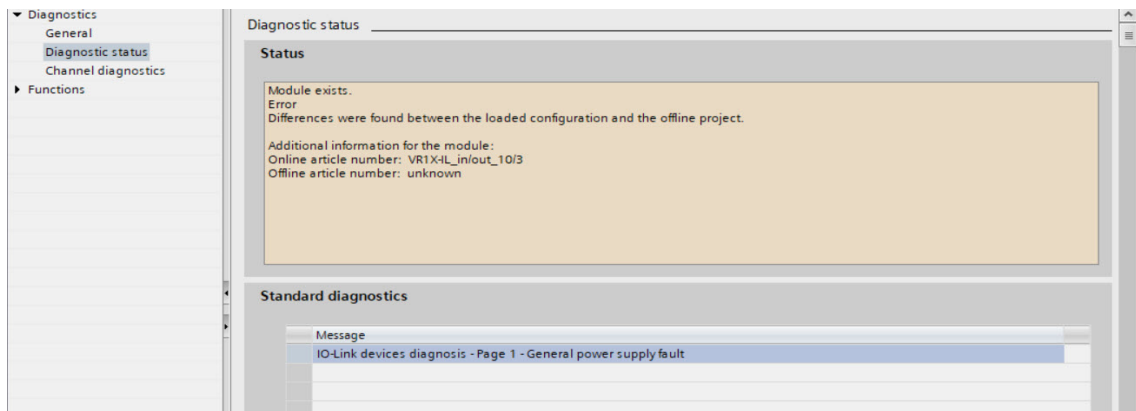 Diagnostics
General
Diagnostic status
Channel diagnostics
Functions
Diagnostic status
Status
Module exists.
Error
Differences were found between the loaded configuration and the offline project.
Additional information for the module:
Online article number:  VR1X-IL_in/out_10/3
Offline article number:  unknown
Standard diagnostics
Message
IO-Link devices diagnosis - Page 1 - General power supply fault